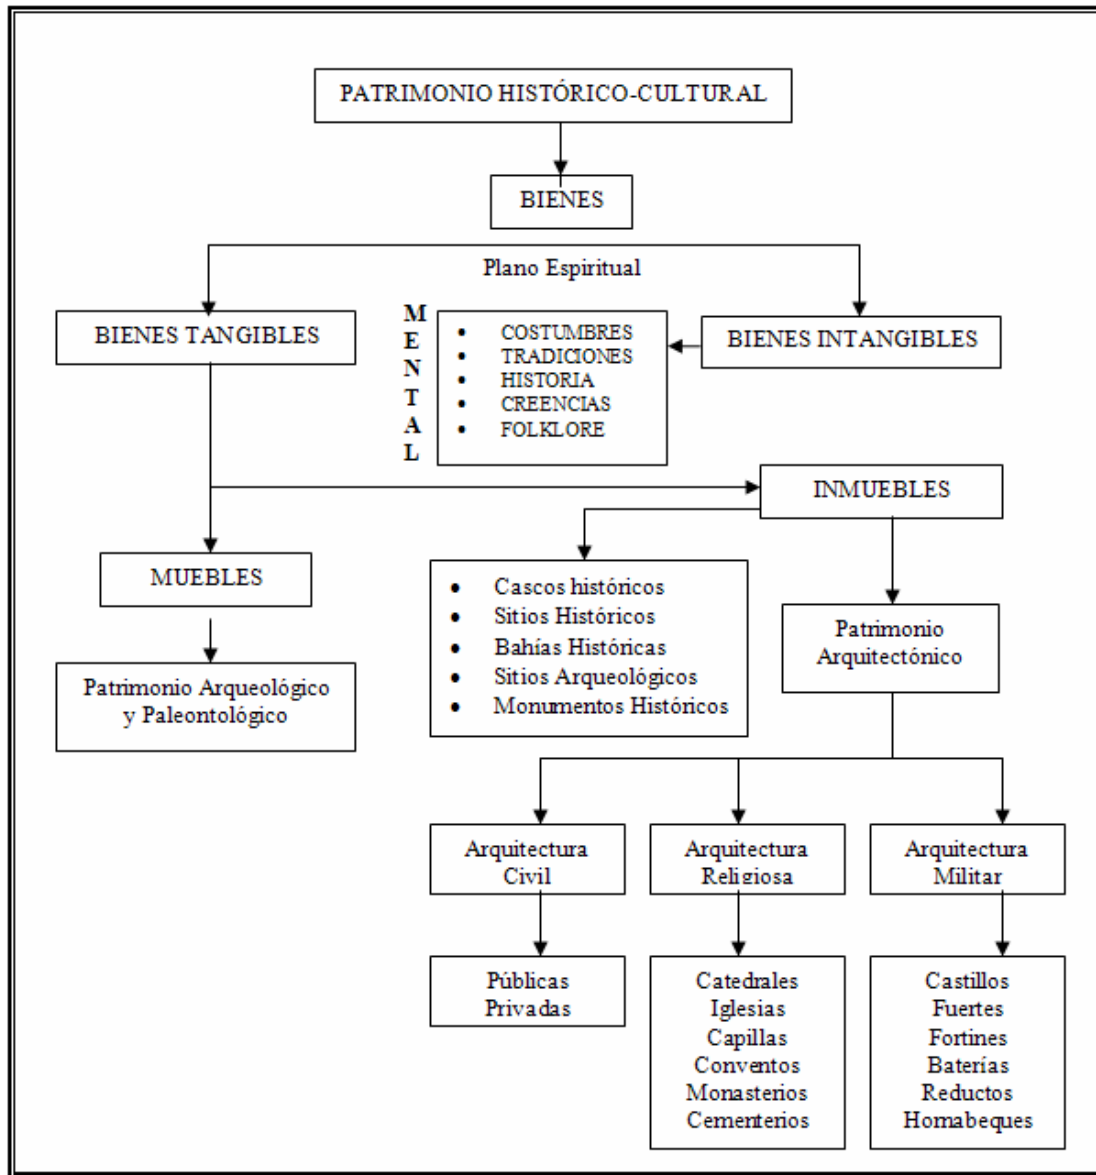 PATRIMONIO HISTÓRICO-CULTURAL
BIENES
Plano Espiritual
BIENES TANGIBLES
MENTAL
• COSTUMBRES
• TRADICIONES
• HISTORIA
• CREENCIAS
• FOLKLORE
BIENES INTANGIBLES
INMUEBLES
MUEBLES
Patrimonio Arqueológico
y Paleontológico
• Cascos históricos
• Sitios Históricos
• Bahías Históricas
• Sitios Arqueológicos
• Monumentos Históricos
Patrimonio
Arquitectónico
Arquitectura
Civil
Arquitectura
Religiosa
Arquitectura
Militar
Públicas
Privadas
Catedrales
Iglesias
Capillas
Conventos
Monasterios
Cementerios
Castillos
Fuertes
Fortines
Baterías
Reductos
Homabeques